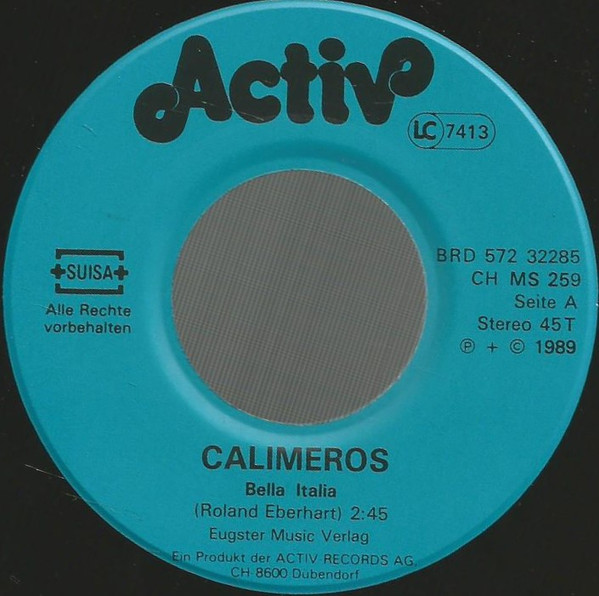 Activ
LC 7413
BRD 572 32285
CH MS 259
Seite A
Stereo 45 T
℗ + © 1989
SUISA
Alle Rechte
vorbehalten
CALIMEROS
Bella Italia
(Roland Eberhart) 2:45
Eugster Music Verlag
Ein Produkt der ACTIV RECORDS AG.
CH 8600 Dübendorf